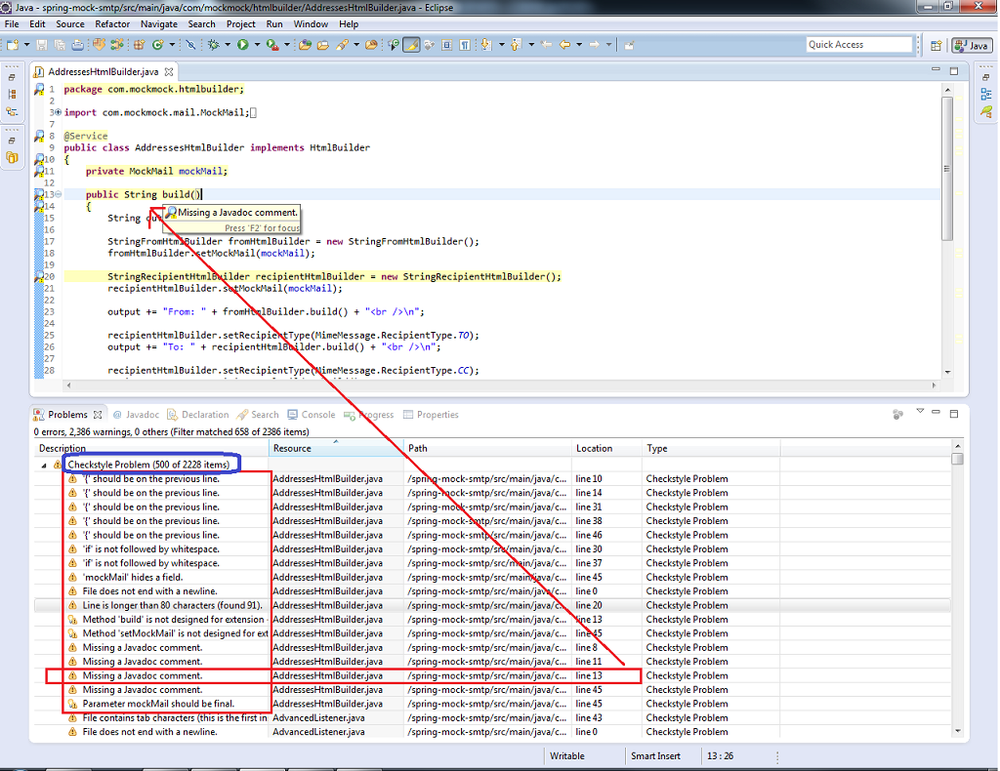 Java - spring-mock-smtp/src/main/java/com/mockmock/htmlbuilder/AddressesHtmlBuilder.java - Eclipse
File Edit Source Refactor Navigate Search Project Run Window Help
Quick Access
Java
AddressesHtmlBuilder.java
1 package com.mockmock.htmlbuilder;
2
3 import com.mockmock.mail.MockMail;
7
8 @Service
9 public class AddressesHtmlBuilder implements HtmlBuilder
10 {
11 private MockMail mockMail;
12
13 public String build()
14 {
Missing a Javadoc comment.
15 String
Press 'F2' for focus
16
17 StringFromHtmlBuilder fromHtmlBuilder = new StringFromHtmlBuilder();
18 fromHtmlBuilder.setMockMail(mockMail);
19
20 StringRecipientHtmlBuilder recipientHtmlBuilder = new StringRecipientHtmlBuilder();
21 recipientHtmlBuilder.setMockMail(mockMail);
22
23 output += "From: " + fromHtmlBuilder.build() + "<br />\n";
24
25 recipientHtmlBuilder.setRecipientType(MimeMessage.RecipientType.TO);
26 output += "To: " + recipientHtmlBuilder.build() + "<br />\n";
27
28 recipientHtmlBuilder.setRecipientType(MimeMessage.RecipientType.CC);
Problems @ Javadoc Declaration Search Console Progress Properties
0 errors, 2,386 warnings, 0 others (Filter matched 658 of 2386 items)
Description Resource Path Location Type
Checkstyle Problem (500 of 2228 items)
'{' should be on the previous line. AddressesHtmlBuilder.java /spring-mock-smtp/src/main/java/c... line 10 Checkstyle Problem
'{' should be on the previous line. AddressesHtmlBuilder.java /spring-mock-smtp/src/main/java/c... line 14 Checkstyle Problem
'{' should be on the previous line. AddressesHtmlBuilder.java /spring-mock-smtp/src/main/java/c... line 31 Checkstyle Problem
'{' should be on the previous line. AddressesHtmlBuilder.java /spring-mock-smtp/src/main/java/c... line 38 Checkstyle Problem
'{' should be on the previous line. AddressesHtmlBuilder.java /spring-mock-smtp/src/main/java/c... line 46 Checkstyle Problem
'if' is not followed by whitespace. AddressesHtmlBuilder.java /spring-mock-smtp/src/main/java/c... line 30 Checkstyle Problem
'if' is not followed by whitespace. AddressesHtmlBuilder.java /spring-mock-smtp/src/main/java/c... line 37 Checkstyle Problem
'mockMail' hides a field. AddressesHtmlBuilder.java /spring-mock-smtp/src/main/java/c... line 45 Checkstyle Problem
File does not end with a newline. AddressesHtmlBuilder.java /spring-mock-smtp/src/main/java/c... line 0 Checkstyle Problem
Line is longer than 80 characters (found 91). AddressesHtmlBuilder.java /spring-mock-smtp/src/main/java/c... line 20 Checkstyle Problem
Method 'build' is not designed for extension - AddressesHtmlBuilder.java /spring-mock-smtp/src/main/java/c... line 13 Checkstyle Problem
Method 'setMockMail' is not designed for ext AddressesHtmlBuilder.java /spring-mock-smtp/src/main/java/c... line 45 Checkstyle Problem
Missing a Javadoc comment. AddressesHtmlBuilder.java /spring-mock-smtp/src/main/java/c... line 8 Checkstyle Problem
Missing a Javadoc comment. AddressesHtmlBuilder.java /spring-mock-smtp/src/main/java/c... line 11 Checkstyle Problem
Missing a Javadoc comment. AddressesHtmlBuilder.java /spring-mock-smtp/src/main/java/c... line 13 Checkstyle Problem
Missing a Javadoc comment. AddressesHtmlBuilder.java /spring-mock-smtp/src/main/java/c... line 45 Checkstyle Problem
Parameter mockMail should be final. AddressesHtmlBuilder.java /spring-mock-smtp/src/main/java/c... line 45 Checkstyle Problem
File contains tab characters (this is the first in AdvancedListener.java /spring-mock-smtp/src/main/java/c... line 43 Checkstyle Problem
File does not end with a newline. AdvancedListener.java /spring-mock-smtp/src/main/java/c... line 0 Checkstyle Problem
Writable Smart Insert 13 : 26